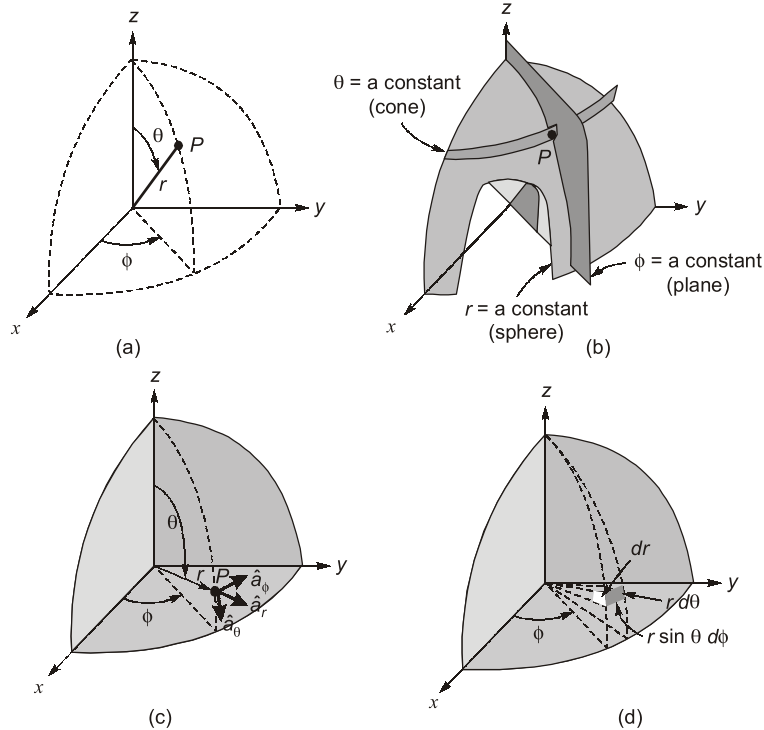 z
θ
P
r
y
ϕ
x
(a)
z
θ = a constant
(cone)
P
y
ϕ = a constant
(plane)
r = a constant
(sphere)
x
(b)
z
θ
r
P
y
â_ϕ
â_r
â_θ
ϕ
x
(c)
z
dr
y
r dθ
r sin θ dϕ
ϕ
x
(d)